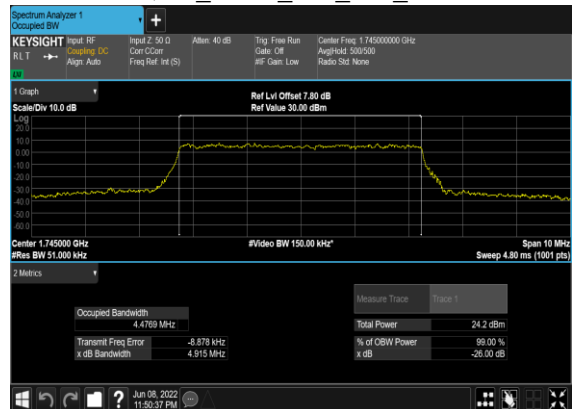 Spectrum Analyzer 1
Occupied BW
KEYSIGHT Input: RF Input Z: 50 Ω Atten: 40 dB Trig: Free Run Center Freq: 1.745000000 GHz
RLT Coupling: DC Corr CCorr Gate: Off Avg|Hold: 500/500
Align: Auto Freq Ref: Int (S) #IF Gain: Low Radio Std: None
LW
1 Graph
Ref Lvl Offset 7.80 dB
Scale/Div 10.0 dB Ref Value 30.00 dBm
Log
20.0
10.0
0.00
-10.0
-20.0
-30.0
-40.0
-50.0
-60.0
Center 1.745000 GHz #Video BW 150.00 kHz* Span 10 MHz
#Res BW 51.000 kHz Sweep 4.80 ms (1001 pts)
2 Metrics
Measure Trace Trace 1
Occupied Bandwidth
4.4769 MHz Total Power 24.2 dBm
Transmit Freq Error -8.878 kHz % of OBW Power 99.00 %
x dB Bandwidth 4.915 MHz x dB -26.00 dB
Jun 08, 2022
11:50:37 PM